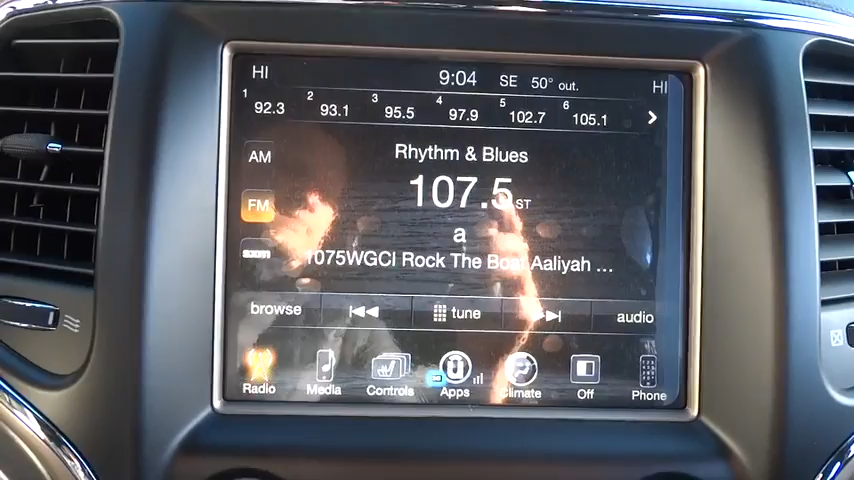 HI 9:04 SE 50° out. HI
1 92.3 2 93.1 3 95.5 4 97.9 5 102.7 6 105.1
AM
Rhythm & Blues
FM
107.5 ST
a
sxm
1075WGCI Rock The Boat Aaliyah ...
browse tune audio
Radio Media Controls Apps Climate Off Phone